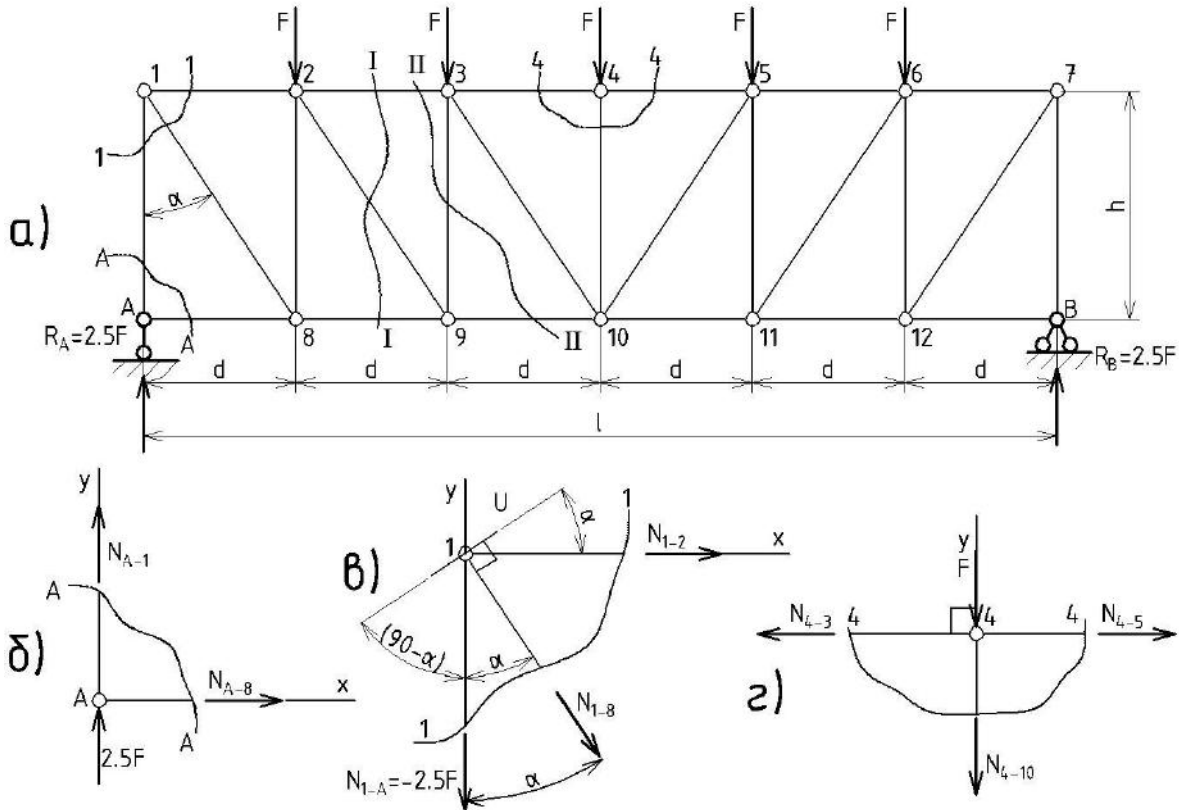 F F F F F
1 1 2 I II 3 4 4 4 5 6 7
1
α
h
а)
A
A I II B
R_A=2.5F A 8 9 10 11 12 R_B=2.5F
d d d d d d
l
y
N_A-1
A
б)
A N_A-8 x
A
2.5F
y U α 1
1 N_1-2 x
в)
(90-α) α
N_1-8
1
N_1-A=-2.5F α
y
F
N_4-3 4 4 4 N_4-5
г)
N_4-10